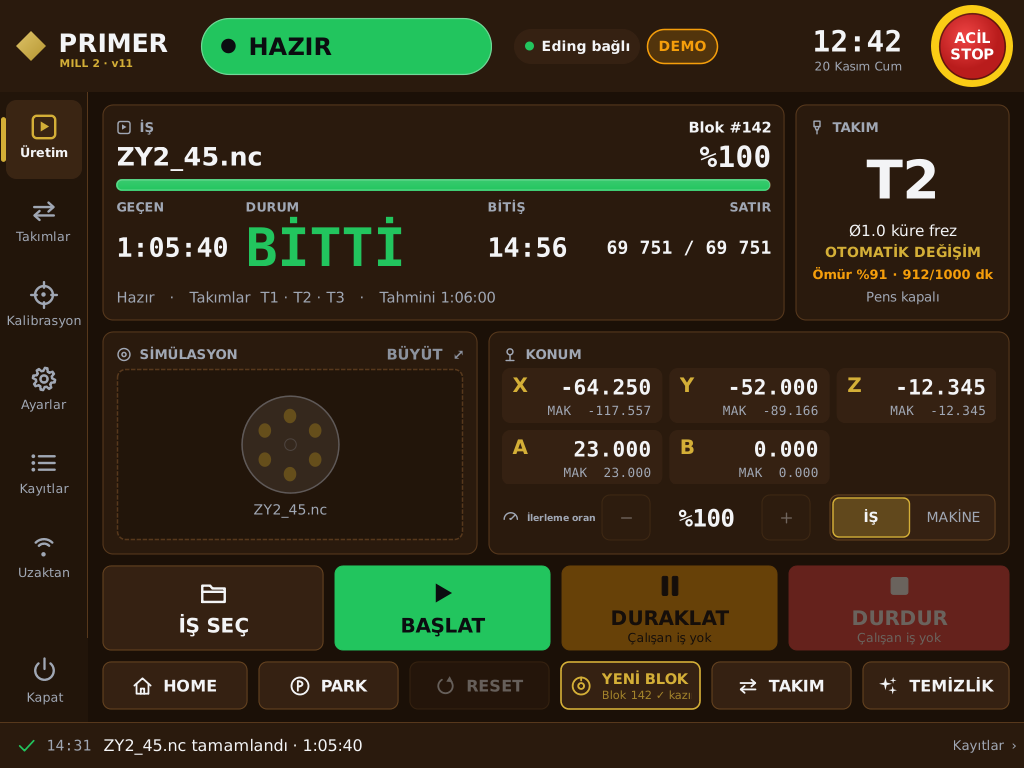 PRIMER
MILL 2 · v11
HAZIR
Eding bağlı
DEMO
12:42
20 Kasım Cum
ACİL
STOP
Üretim
Takımlar
Kalibrasyon
Ayarlar
Kayıtlar
Uzaktan
Kapat
İŞ
Blok #142
ZY2_45.nc
%100
GEÇEN
DURUM
BİTİŞ
SATIR
1:05:40
BİTTİ
14:56
69 751 / 69 751
Hazır · Takımlar T1 · T2 · T3 · Tahmini 1:06:00
TAKIM
T2
Ø1.0 küre frez
OTOMATİK DEĞİŞİM
Ömür %91 · 912/1000 dk
Pens kapalı
SİMÜLASYON
BÜYÜT
ZY2_45.nc
KONUM
X -64.250
MAK -117.557
Y -52.000
MAK -89.166
Z -12.345
MAK -12.345
A 23.000
MAK 23.000
B 0.000
MAK 0.000
İlerleme oran
−
%100
+
İŞ
MAKİNE
İŞ SEÇ
BAŞLAT
DURAKLAT
Çalışan iş yok
DURDUR
Çalışan iş yok
HOME
PARK
RESET
YENİ BLOK
Blok 142 ✓ kazı
TAKIM
TEMİZLİK
14:31 ZY2_45.nc tamamlandı · 1:05:40
Kayıtlar ›